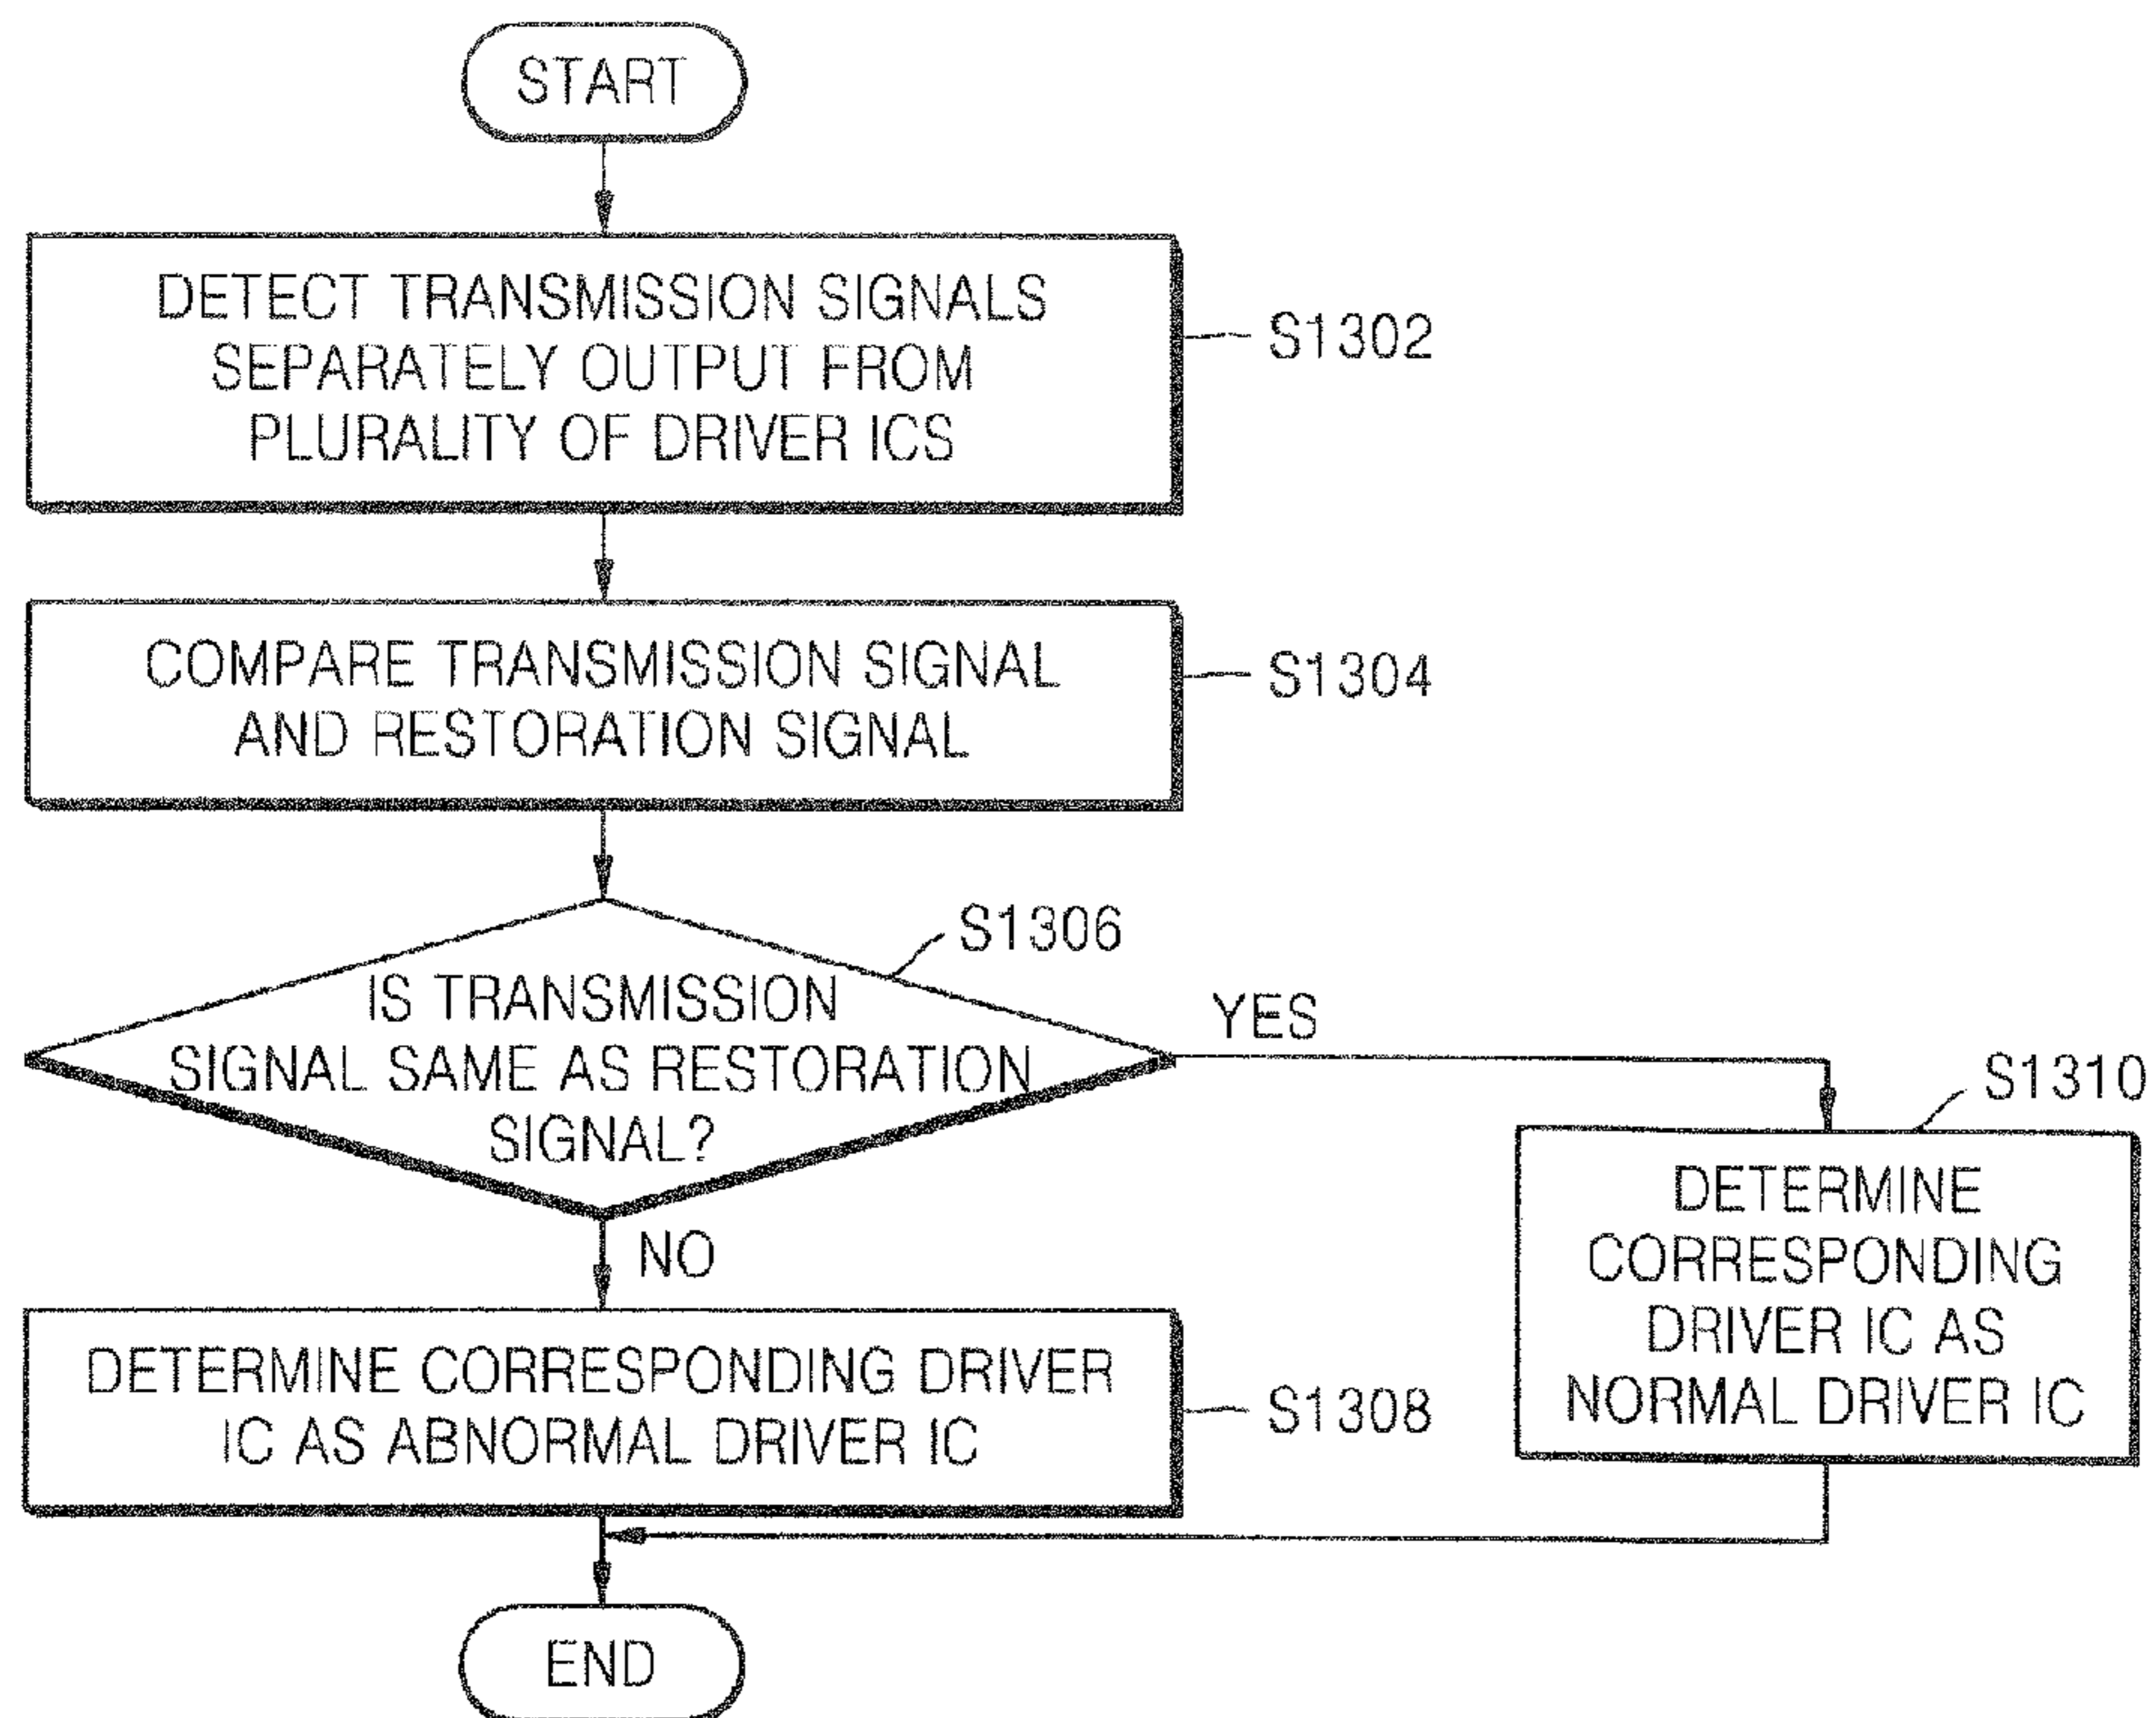 START
DETECT TRANSMISSION SIGNALS
SEPARATELY OUTPUT FROM
PLURALITY OF DRIVER ICS
S1302
COMPARE TRANSMISSION SIGNAL
AND RESTORATION SIGNAL
S1304
S1306
IS TRANSMISSION
SIGNAL SAME AS RESTORATION
SIGNAL?
YES
S1310
DETERMINE
CORRESPONDING
DRIVER IC AS
NORMAL DRIVER IC
NO
DETERMINE CORRESPONDING DRIVER
IC AS ABNORMAL DRIVER IC
S1308
END